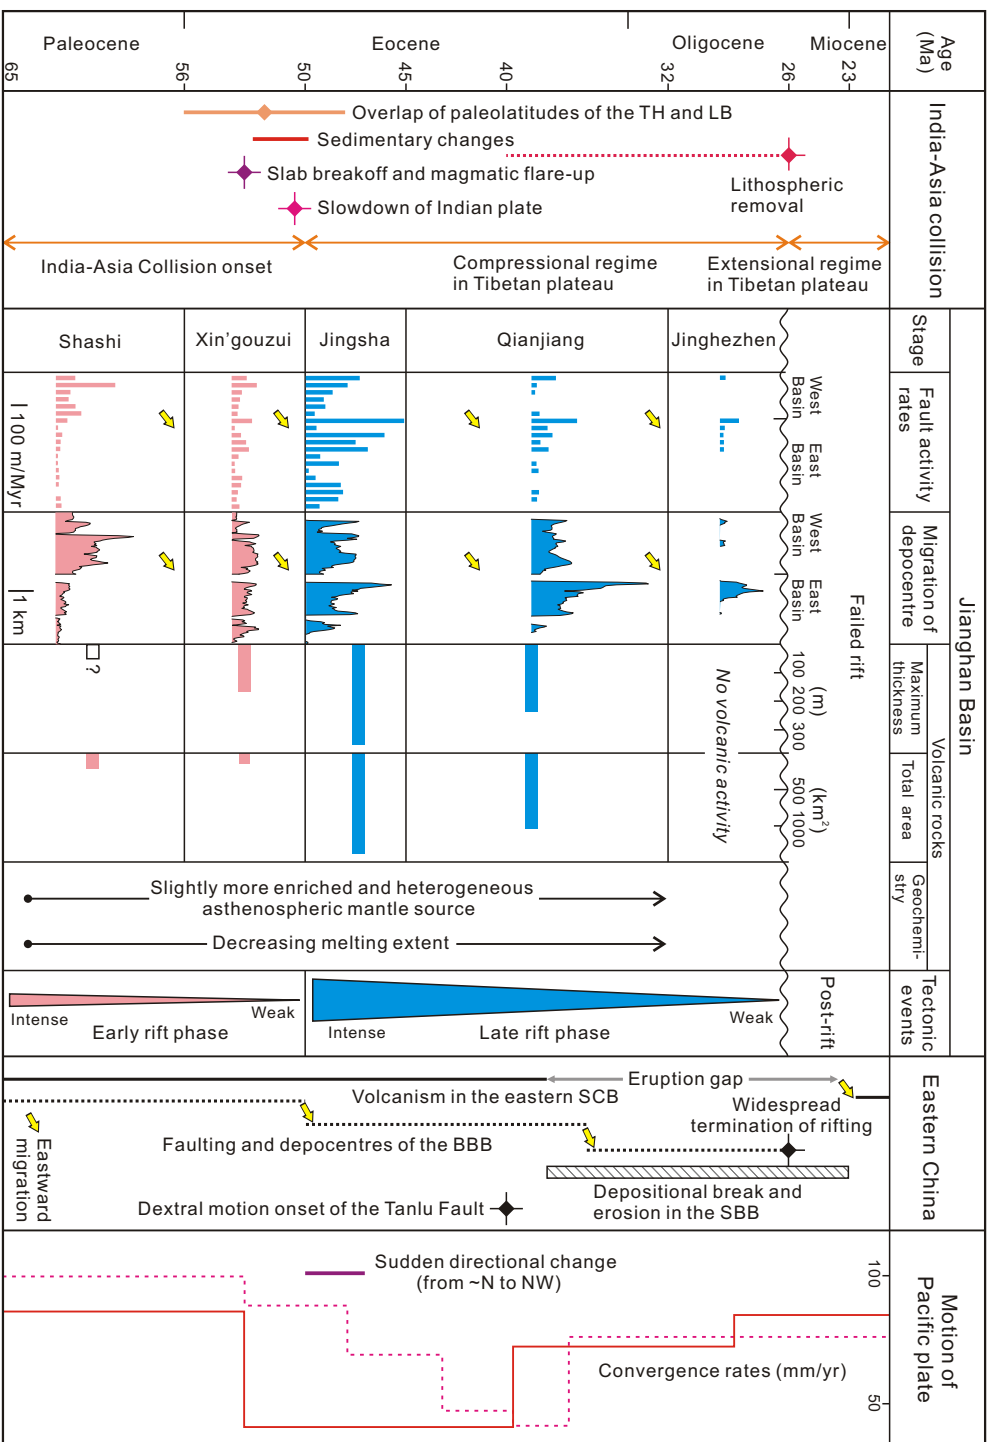 Paleocene
Eocene
Oligocene
Miocene
Age
(Ma)
65
56
50
45
40
32
26
23
India-Asia collision
Overlap of paleolatitudes of the TH and LB
Sedimentary changes
Slab breakoff and magmatic flare-up
Slowdown of Indian plate
Lithospheric
removal
India-Asia Collision onset
Compressional regime
in Tibetan plateau
Extensional regime
in Tibetan plateau
Jianghan Basin
Stage
Shashi
Xin'gouzui
Jingsha
Qianjiang
Jinghezhen
Fault activity
rates
West
Basin
East
Basin
100 m/Myr
Migration of
depocentre
West
Basin
East
Basin
1 km
Failed rift
Volcanic rocks
Maximum
thickness
100 200 300
(m)
?
No volcanic activity
Total area
500 1000
(km²)
Geochemi-
stry
Slightly more enriched and heterogeneous
asthenospheric mantle source
Decreasing melting extent
Tectonic
events
Intense
Weak
Early rift phase
Intense
Weak
Late rift phase
Post-rift
Eastern China
Eruption gap
Volcanism in the eastern SCB
Widespread
termination of rifting
Faulting and depocentres of the BBB
Eastward
migration
Depositional break and
erosion in the SBB
Dextral motion onset of the Tanlu Fault
Motion of
Pacific plate
Sudden directional change
(from ~N to NW)
100
Convergence rates (mm/yr)
50